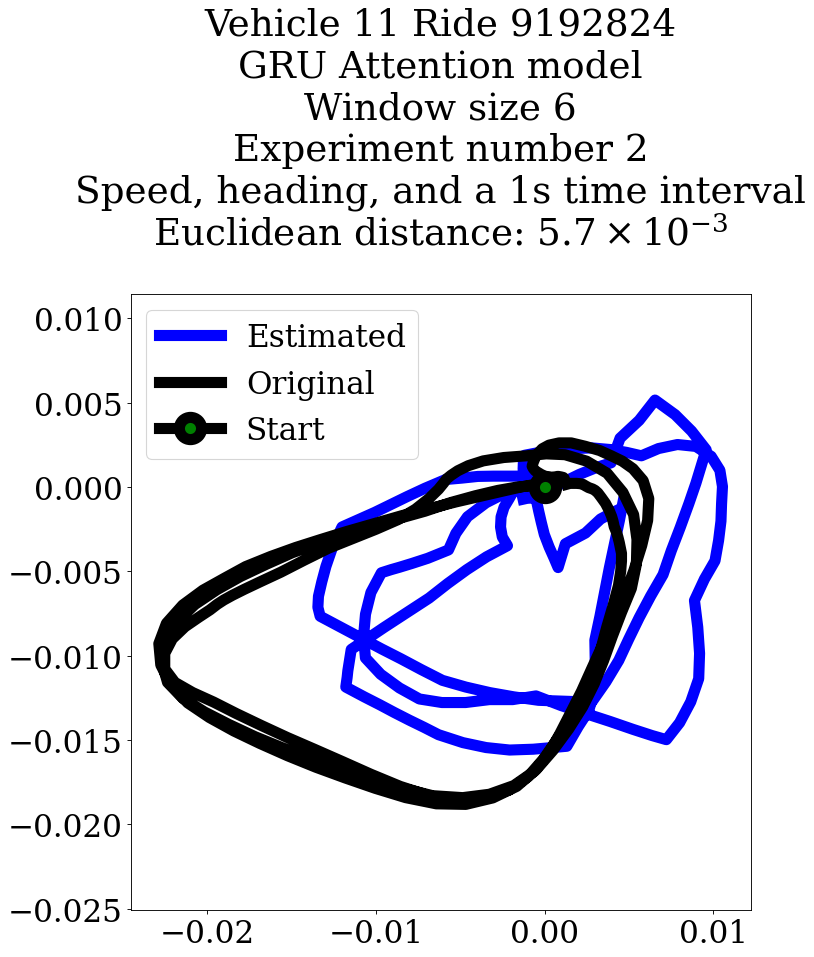 Vehicle 11 Ride 9192824
GRU Attention model
Window size 6
Experiment number 2
Speed, heading, and a 1s time interval
Euclidean distance: 5.7 × 10⁻³
Estimated
Original
Start
0.010
0.005
0.000
−0.005
−0.010
−0.015
−0.020
−0.025
−0.02 −0.01 0.00 0.01